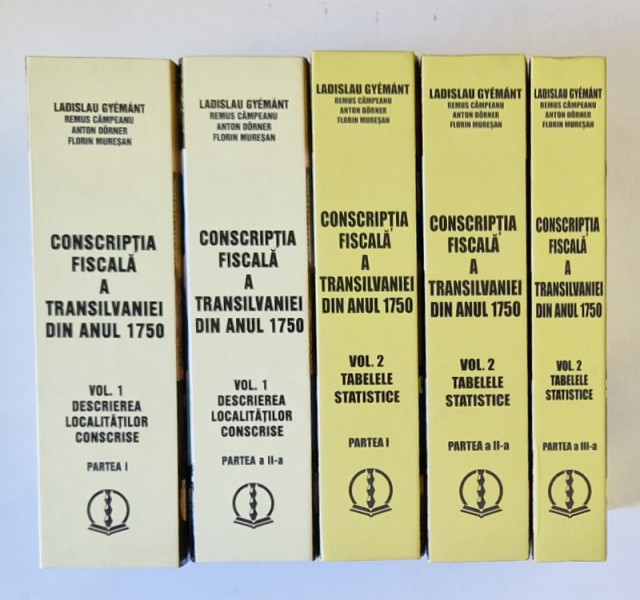 LADISLAU GYÉMÁNT
REMUS CÂMPEANU
ANTON DÖRNER
FLORIN MUREŞAN
CONSCRIPŢIA
FISCALĂ
A
TRANSILVANIEI
DIN ANUL 1750
VOL. 1
DESCRIEREA
LOCALITĂŢILOR
CONSCRISE
PARTEA I
LADISLAU GYÉMÁNT
REMUS CÂMPEANU
ANTON DÖRNER
FLORIN MUREŞAN
CONSCRIPŢIA
FISCALĂ
A
TRANSILVANIEI
DIN ANUL 1750
VOL. 1
DESCRIEREA
LOCALITĂŢILOR
CONSCRISE
PARTEA a II-a
LADISLAU GYÉMÁNT
REMUS CÂMPEANU
ANTON DÖRNER
FLORIN MUREŞAN
CONSCRIPŢIA
FISCALĂ
A
TRANSILVANIEI
DIN ANUL 1750
VOL. 2
TABELELE
STATISTICE
PARTEA I
LADISLAU GYÉMÁNT
REMUS CÂMPEANU
ANTON DÖRNER
FLORIN MUREŞAN
CONSCRIPŢIA
FISCALĂ
A
TRANSILVANIEI
DIN ANUL 1750
VOL. 2
TABELELE
STATISTICE
PARTEA a II-a
LADISLAU GYÉMÁNT
REMUS CÂMPEANU
ANTON DÖRNER
FLORIN MUREŞAN
CONSCRIPŢIA
FISCALĂ
A
TRANSILVANIEI
DIN ANUL 1750
VOL. 2
TABELELE
STATISTICE
PARTEA a III-a